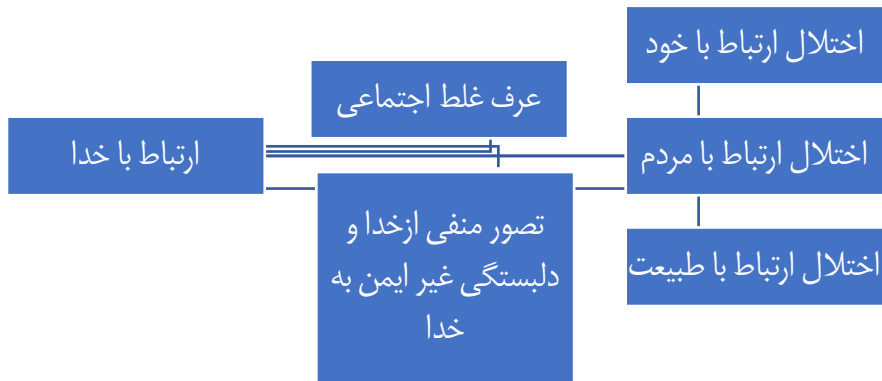 اختلال ارتباط با خود
عرف غلط اجتماعی
اختلال ارتباط با مردم
ارتباط با خدا
تصور منفی ازخدا و
دلبستگی غیر ایمن به
خدا
اختلال ارتباط با طبیعت